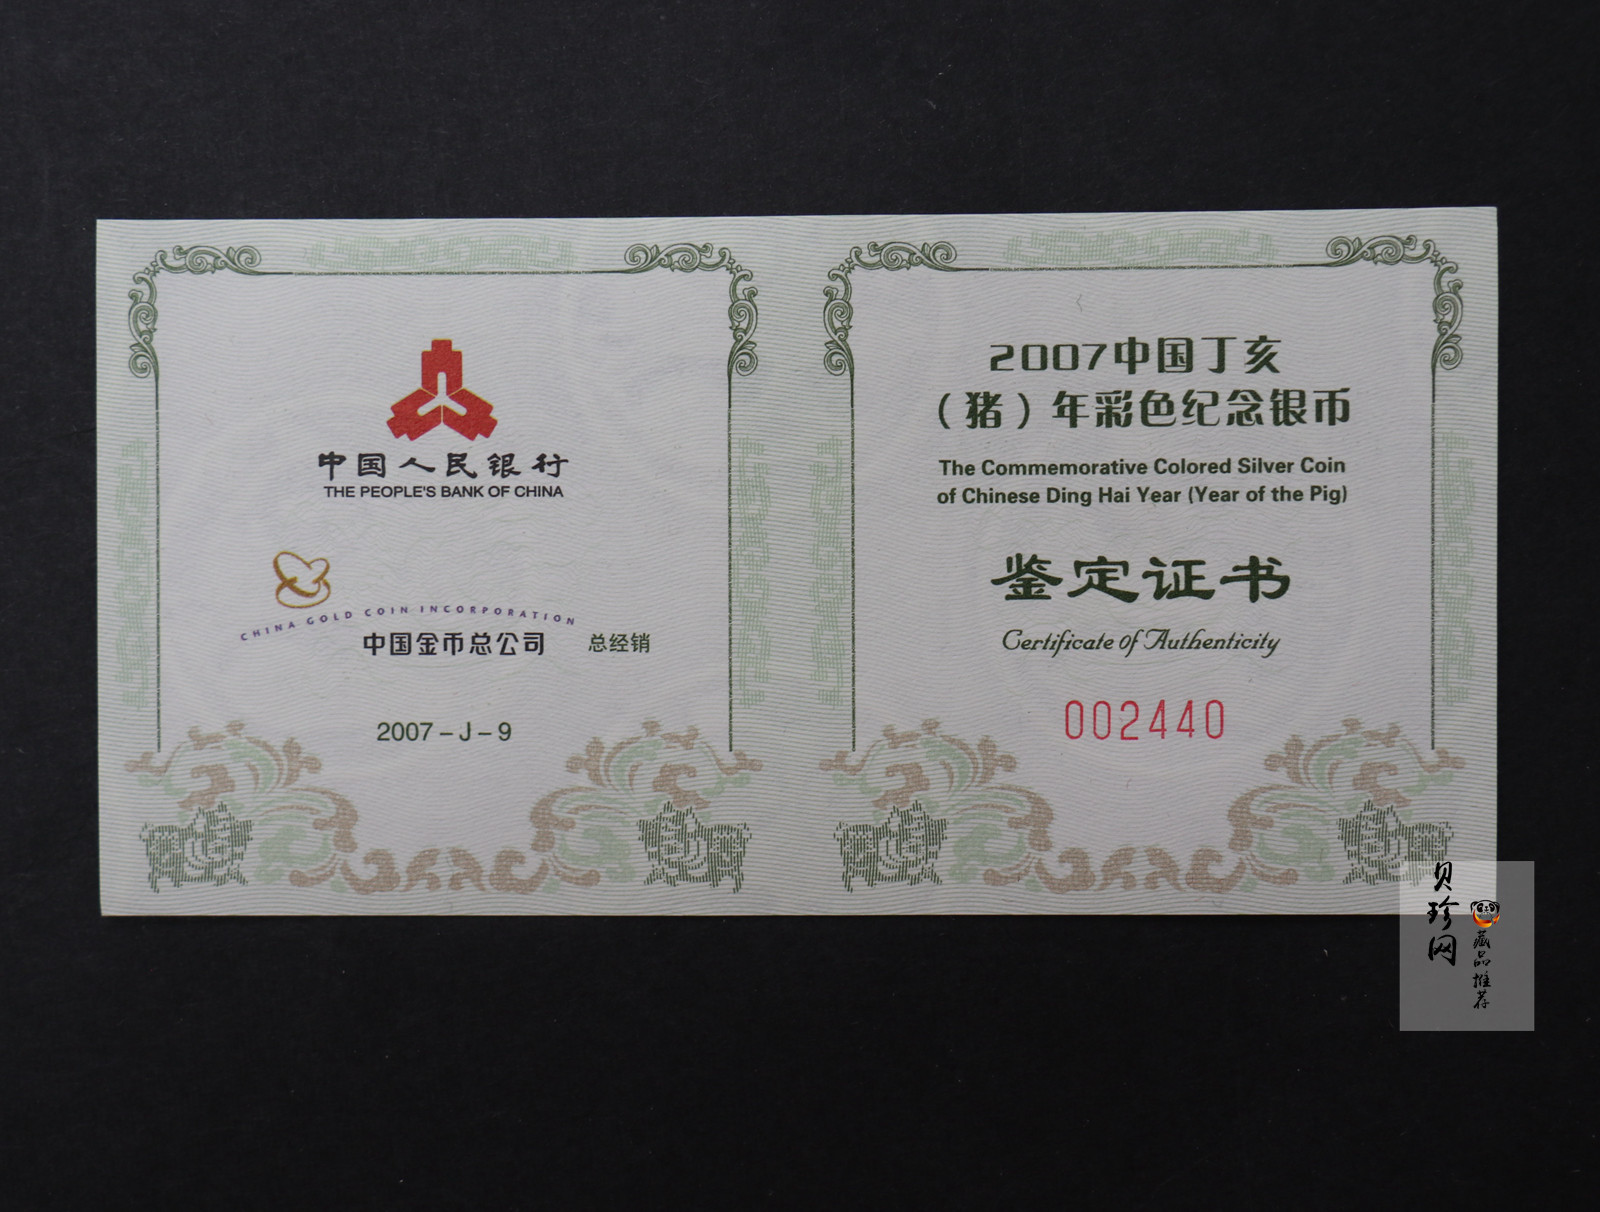 中国人民银行
THE PEOPLE'S BANK OF CHINA
CHINA GOLD COIN INCORPORATION
中国金币总公司 总经销
2007-J-9
2007中国丁亥
（猪）年彩色纪念银币
The Commemorative Colored Silver Coin
of Chinese Ding Hai Year (Year of the Pig)
鉴定证书
Certificate of Authenticity
002440
贝珍网
藏品推荐